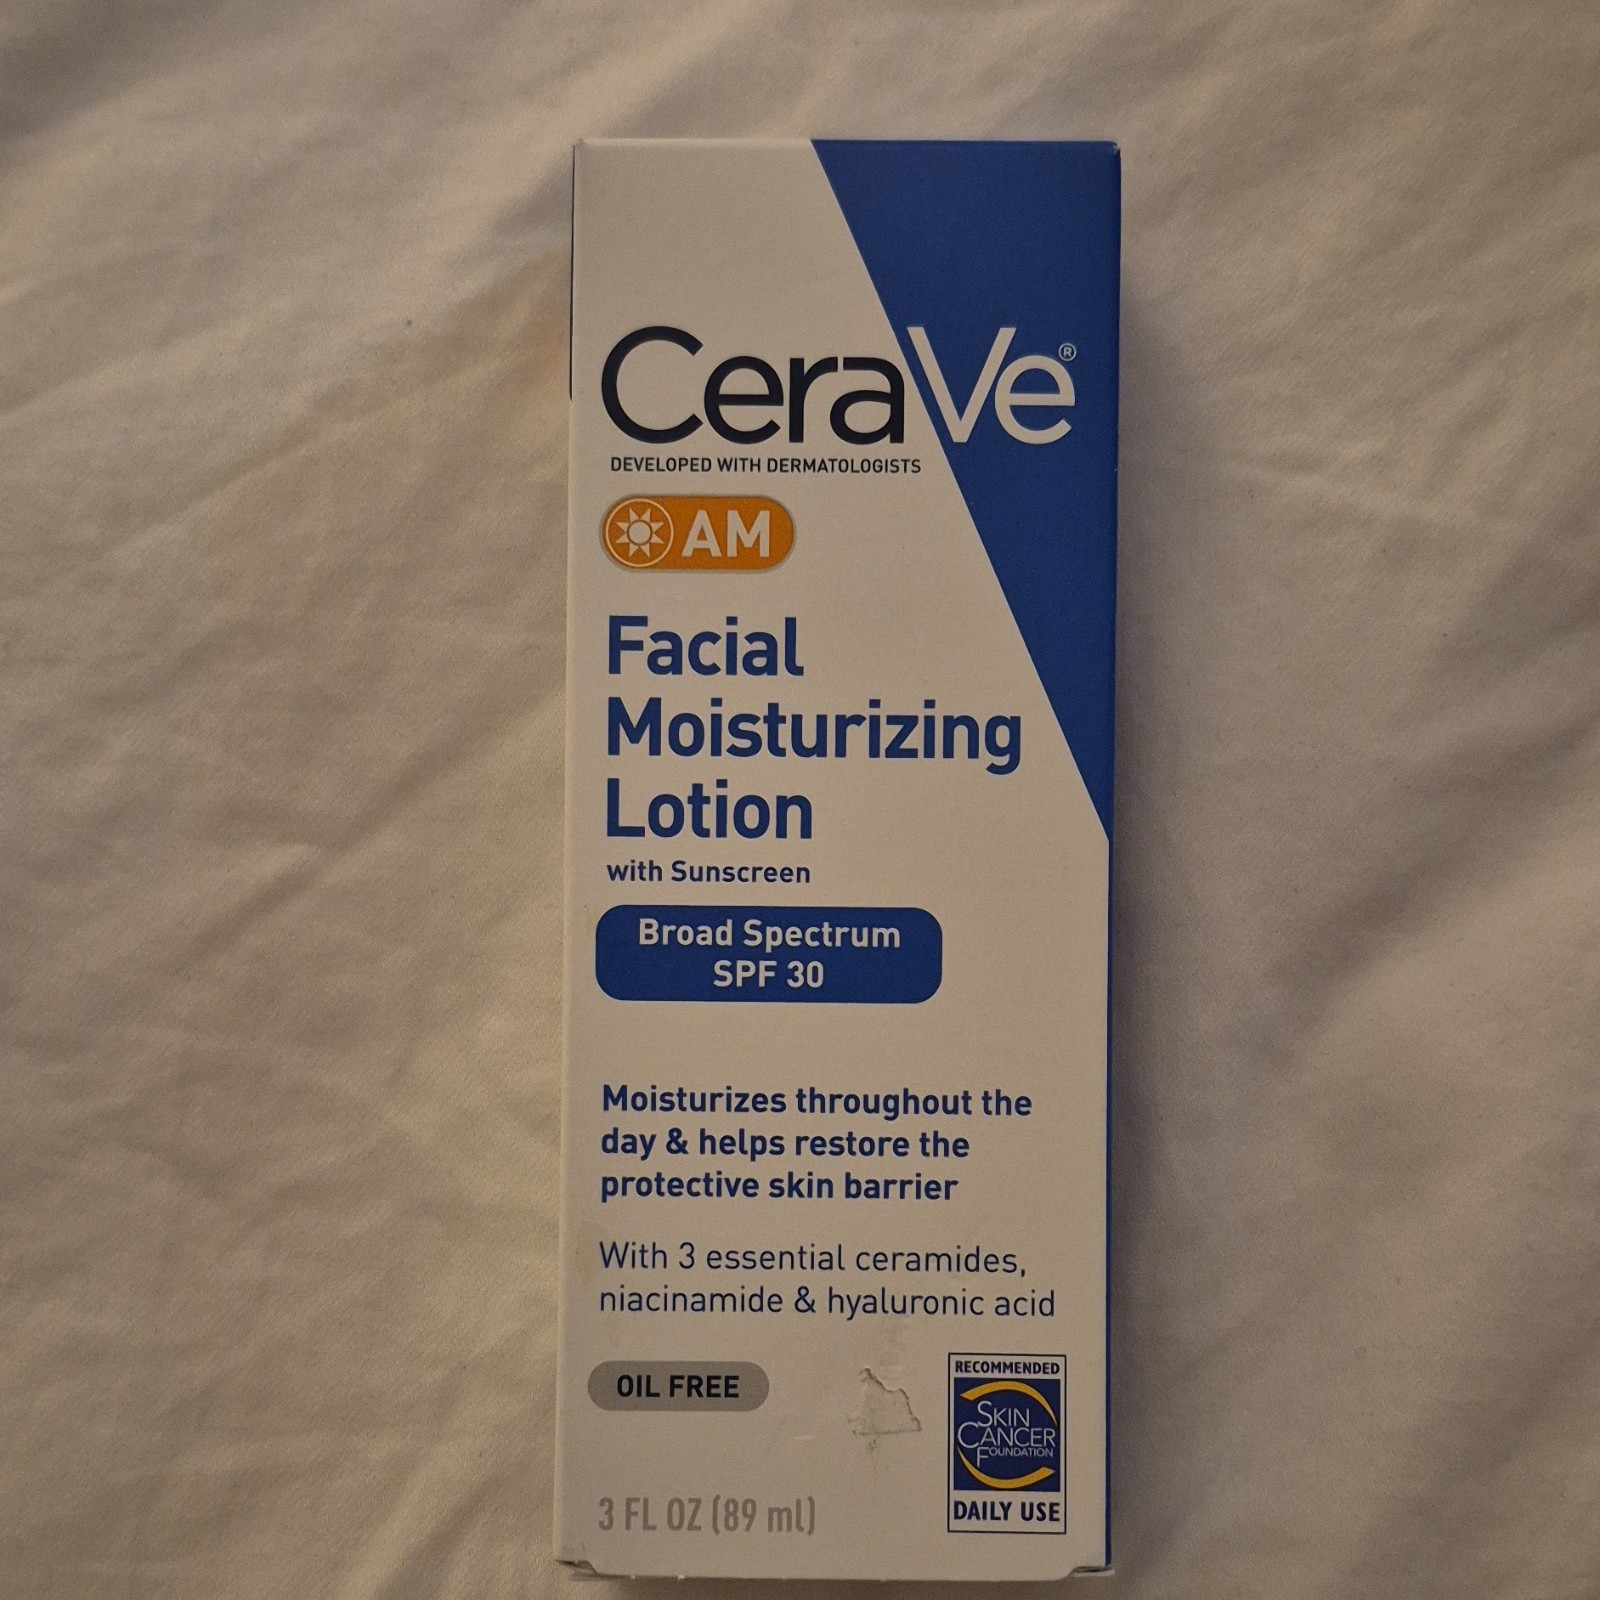 CeraVe®
DEVELOPED WITH DERMATOLOGISTS
AM
Facial
Moisturizing
Lotion
with Sunscreen
Broad Spectrum
SPF 30
Moisturizes throughout the
day & helps restore the
protective skin barrier
With 3 essential ceramides,
niacinamide & hyaluronic acid
OIL FREE
RECOMMENDED
SKIN
CANCER
FOUNDATION
DAILY USE
3 FL OZ (89 ml)